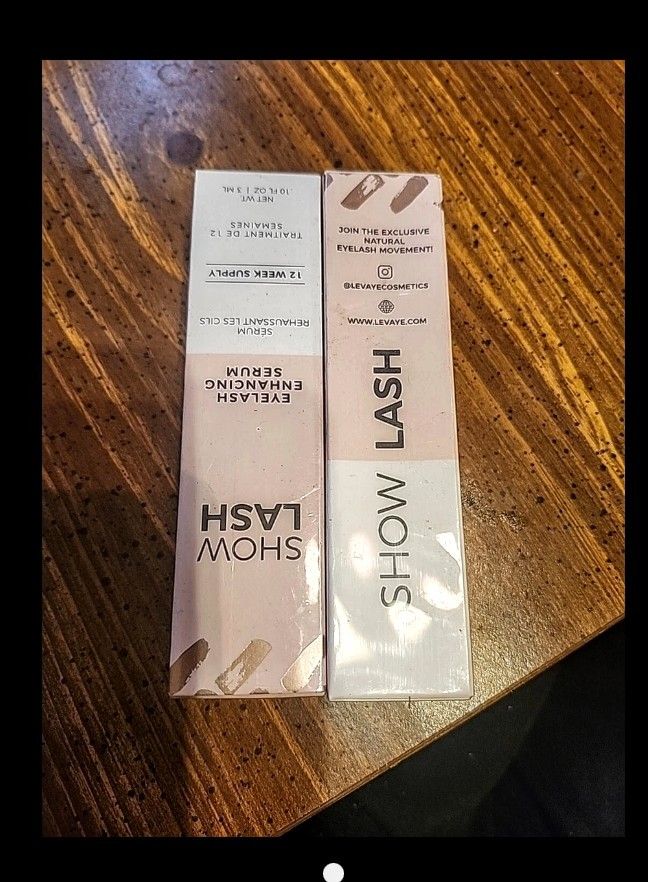 SHOW
LASH
EYELASH
ENHANCING
SERUM
SÉRUM
REHAUSSANT LES CILS
12 WEEK SUPPLY
TRAITMENT DE 12
SEMAINES
NET WT.
.10 FL OZ | 3 ML
JOIN THE EXCLUSIVE
NATURAL
EYELASH MOVEMENT!
@LEVAYECOSMETICS
WWW.LEVAYE.COM
SHOW LASH